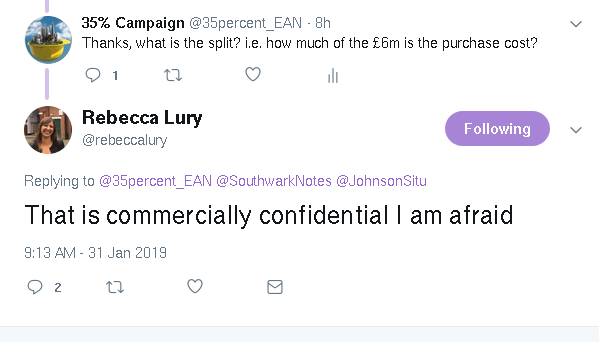 35% Campaign @35percent_EAN · 8h
Thanks, what is the split? i.e. how much of the £6m is the purchase cost?
1
Rebecca Lury
@rebeccalury
Following
Replying to @35percent_EAN @SouthwarkNotes @JohnsonSitu
That is commercially confidential I am afraid
9:13 AM - 31 Jan 2019
2